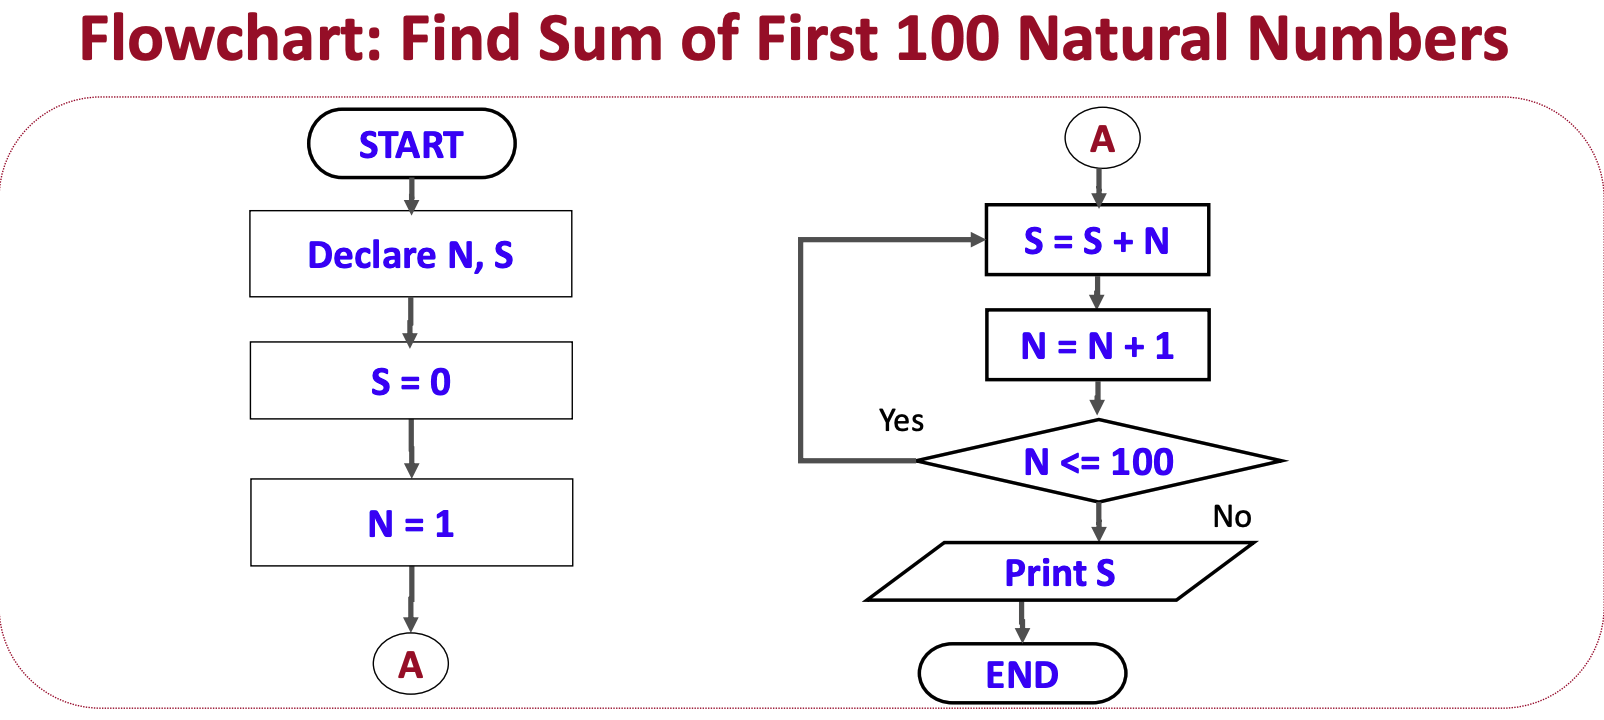 Flowchart: Find Sum of First 100 Natural Numbers
START
Declare N, S
S = 0
N = 1
A
A
S = S + N
N = N + 1
Yes
N <= 100
No
Print S
END